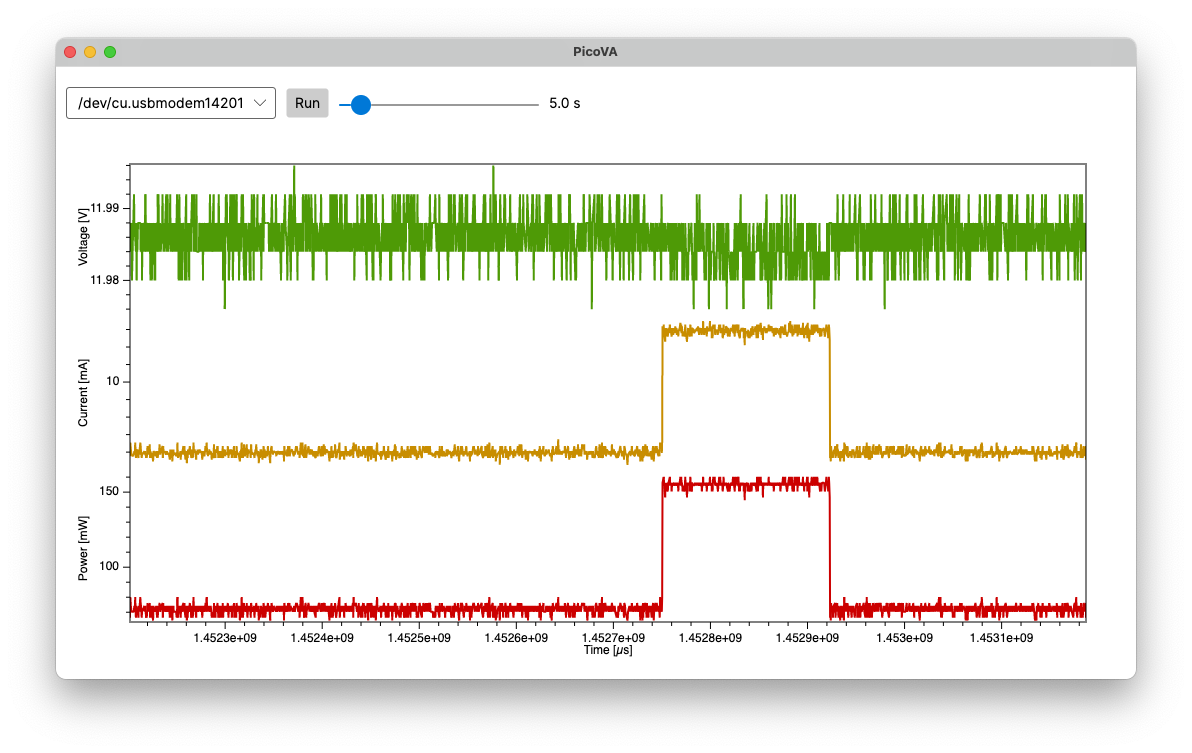 PicoVA
/dev/cu.usbmodem14201
Run
5.0 s
Voltage [V]
11.99
11.98
Current [mA]
10
Power [mW]
150
100
1.4523e+09 1.4524e+09 1.4525e+09 1.4526e+09 1.4527e+09 1.4528e+09 1.4529e+09 1.453e+09 1.4531e+09
Time [µs]